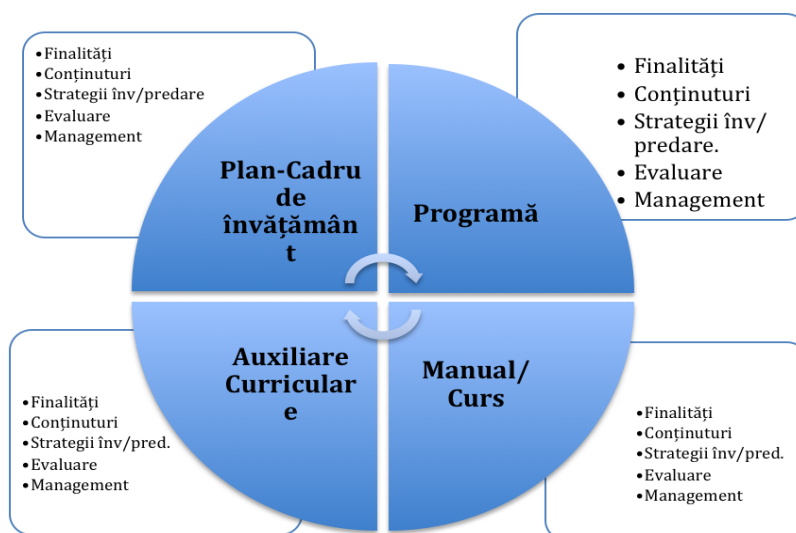 •Finalități
•Conținuturi
•Strategii înv/predare
•Evaluare
•Management
Plan-Cadru
de
învățămân
t
• Finalități
• Conținuturi
• Strategii înv/
predare.
• Evaluare
• Management
Programă
Auxiliare
Curricular
e
•Finalități
•Conținuturi
•Strategii înv/pred.
•Evaluare
•Management
Manual/
Curs
•Finalități
•Conținuturi
•Strategii înv/pred.
•Evaluare
•Management